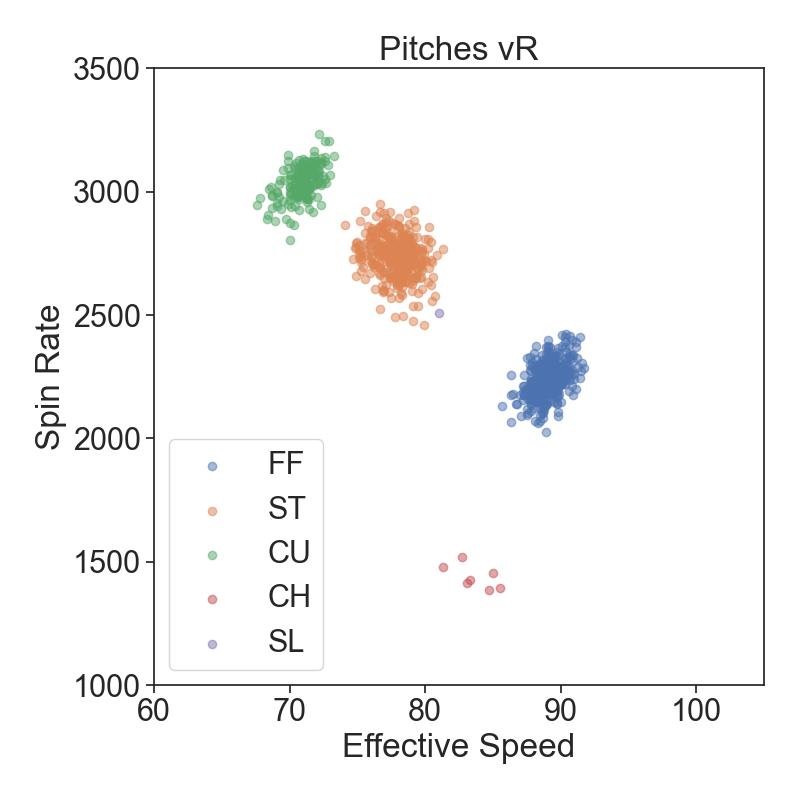 Pitches vR
3500
3000
2500
2000
1500
1000
Spin Rate
FF
ST
CU
CH
SL
60 70 80 90 100
Effective Speed